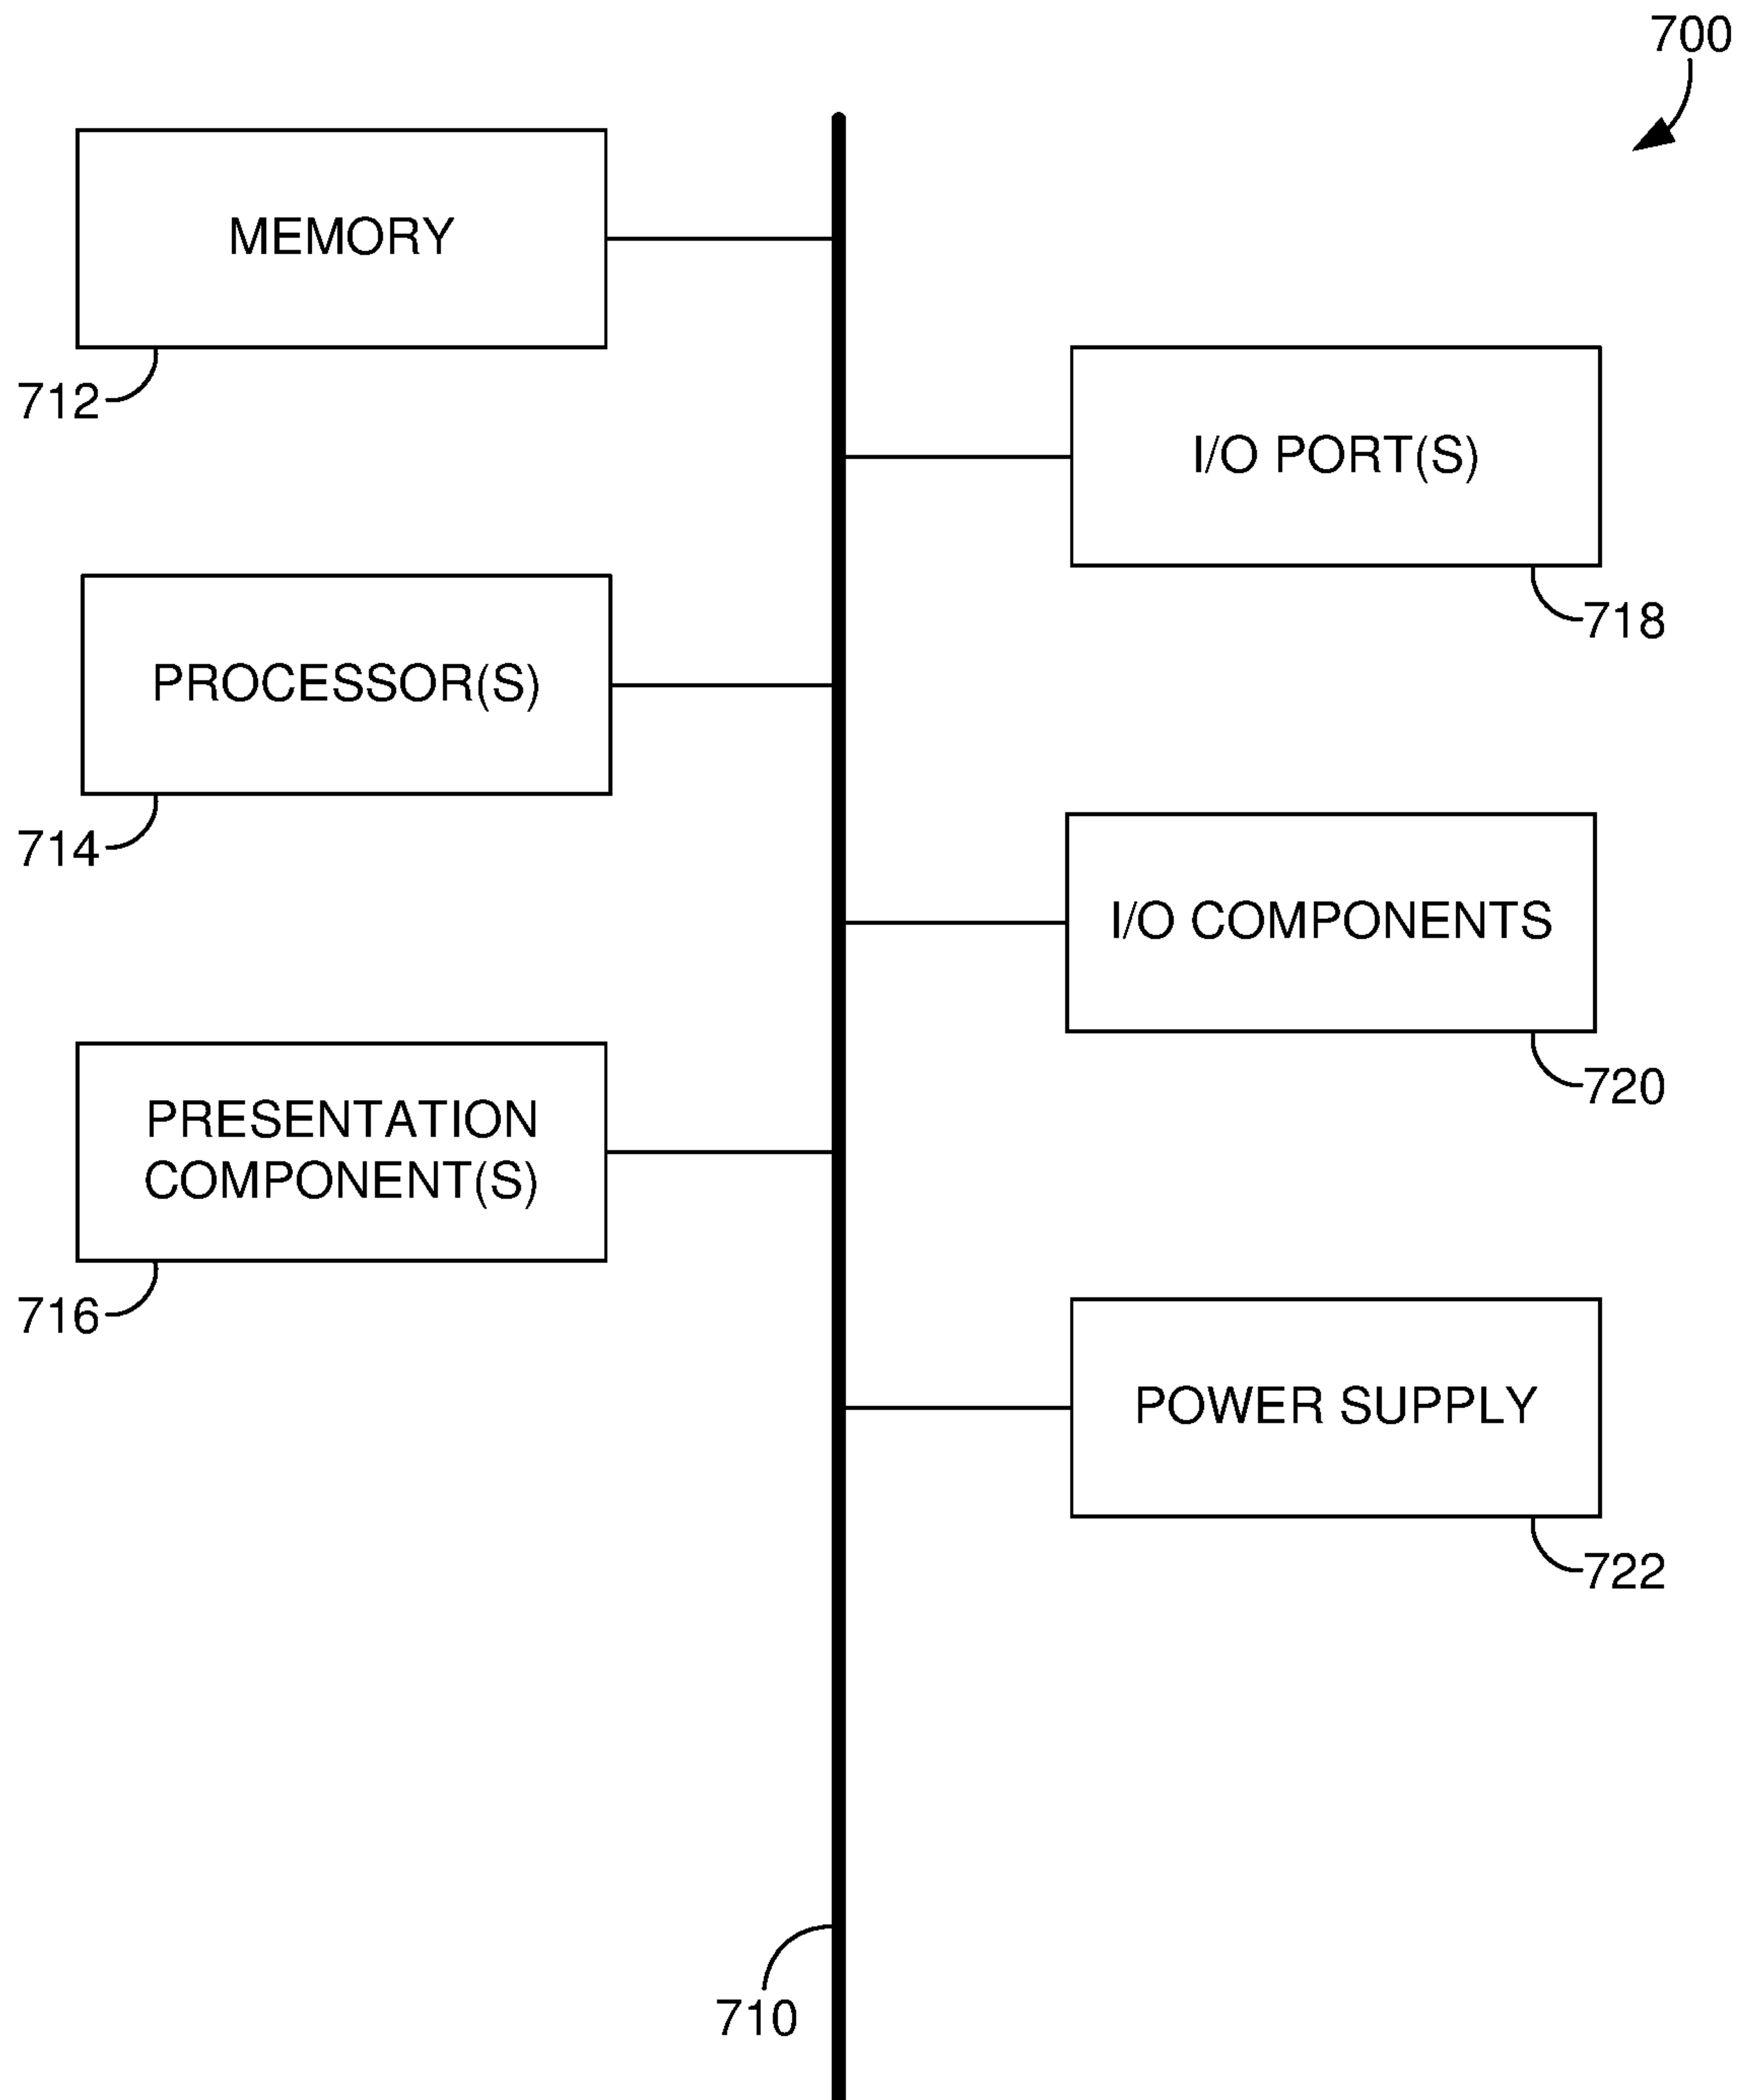 700
MEMORY
712
I/O PORT(S)
718
PROCESSOR(S)
714
I/O COMPONENTS
720
PRESENTATION
COMPONENT(S)
716
POWER SUPPLY
722
710